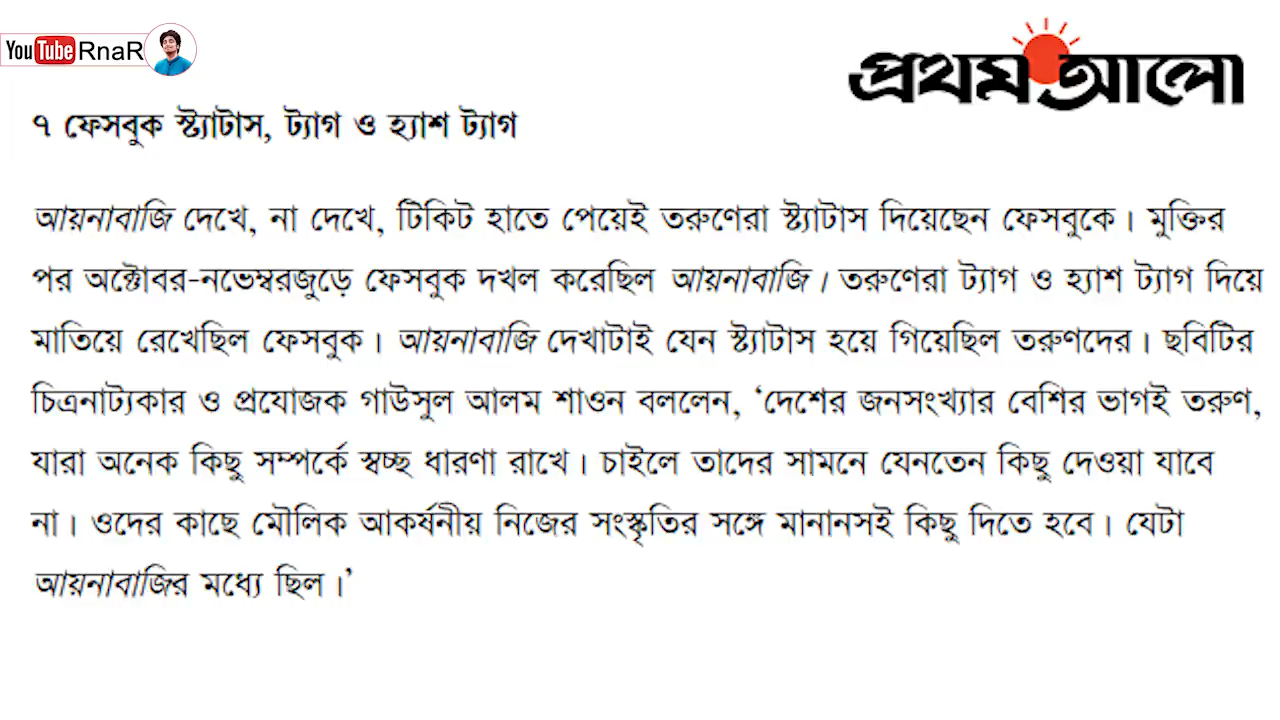 You Tube RnaR
প্রথম আলো
৭ ফেসবুক স্ট্যাটাস, ট্যাগ ও হ্যাশ ট্যাগ
আয়নাবাজি দেখে, না দেখে, টিকিট হাতে পেয়েই তরুণেরা স্ট্যাটাস দিয়েছেন ফেসবুকে। মুক্তির
পর অক্টোবর-নভেম্বরজুড়ে ফেসবুক দখল করেছিল আয়নাবাজি। তরুণেরা ট্যাগ ও হ্যাশ ট্যাগ দিয়ে
মাতিয়ে রেখেছিল ফেসবুক। আয়নাবাজি দেখাটাই যেন স্ট্যাটাস হয়ে গিয়েছিল তরুণদের। ছবিটির
চিত্রনাট্যকার ও প্রযোজক গাউসুল আলম শাওন বললেন, ‘দেশের জনসংখ্যার বেশির ভাগই তরুণ,
যারা অনেক কিছু সম্পর্কে স্বচ্ছ ধারণা রাখে। চাইলে তাদের সামনে যেনতেন কিছু দেওয়া যাবে
না। ওদের কাছে মৌলিক আকর্ষনীয় নিজের সংস্কৃতির সঙ্গে মানানসই কিছু দিতে হবে। যেটা
আয়নাবাজির মধ্যে ছিল।’